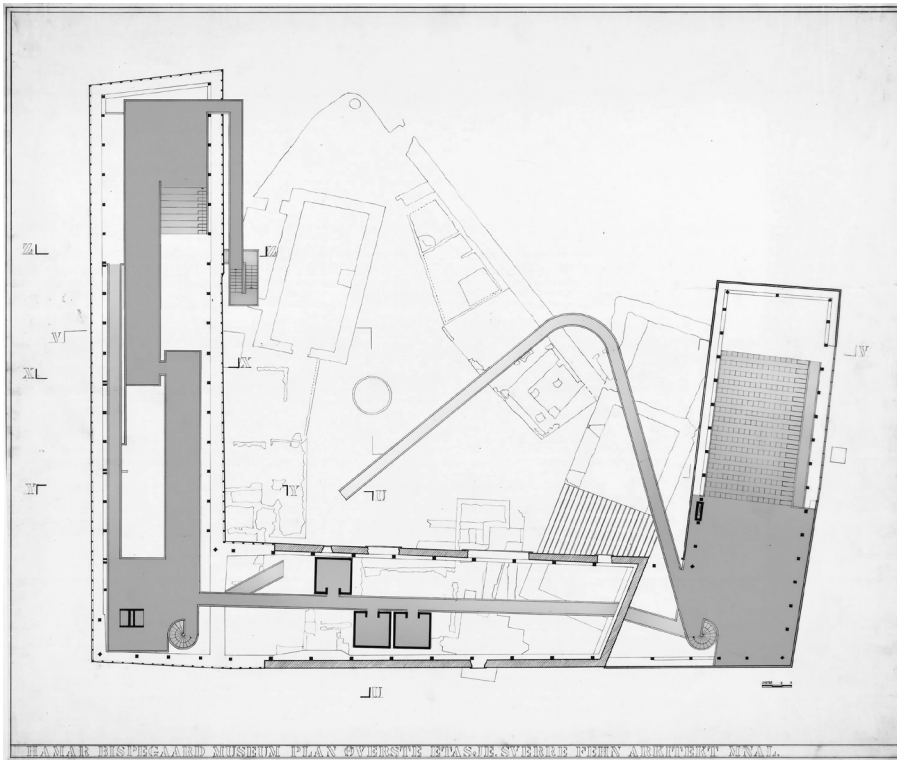 Z Z
V V
X X
Y Y
U
U
HAMAR BISPEGAARD MUSEUM PLAN ØVERSTE ETASJE. SVERRE FEHN ARKITEKT MNAL.